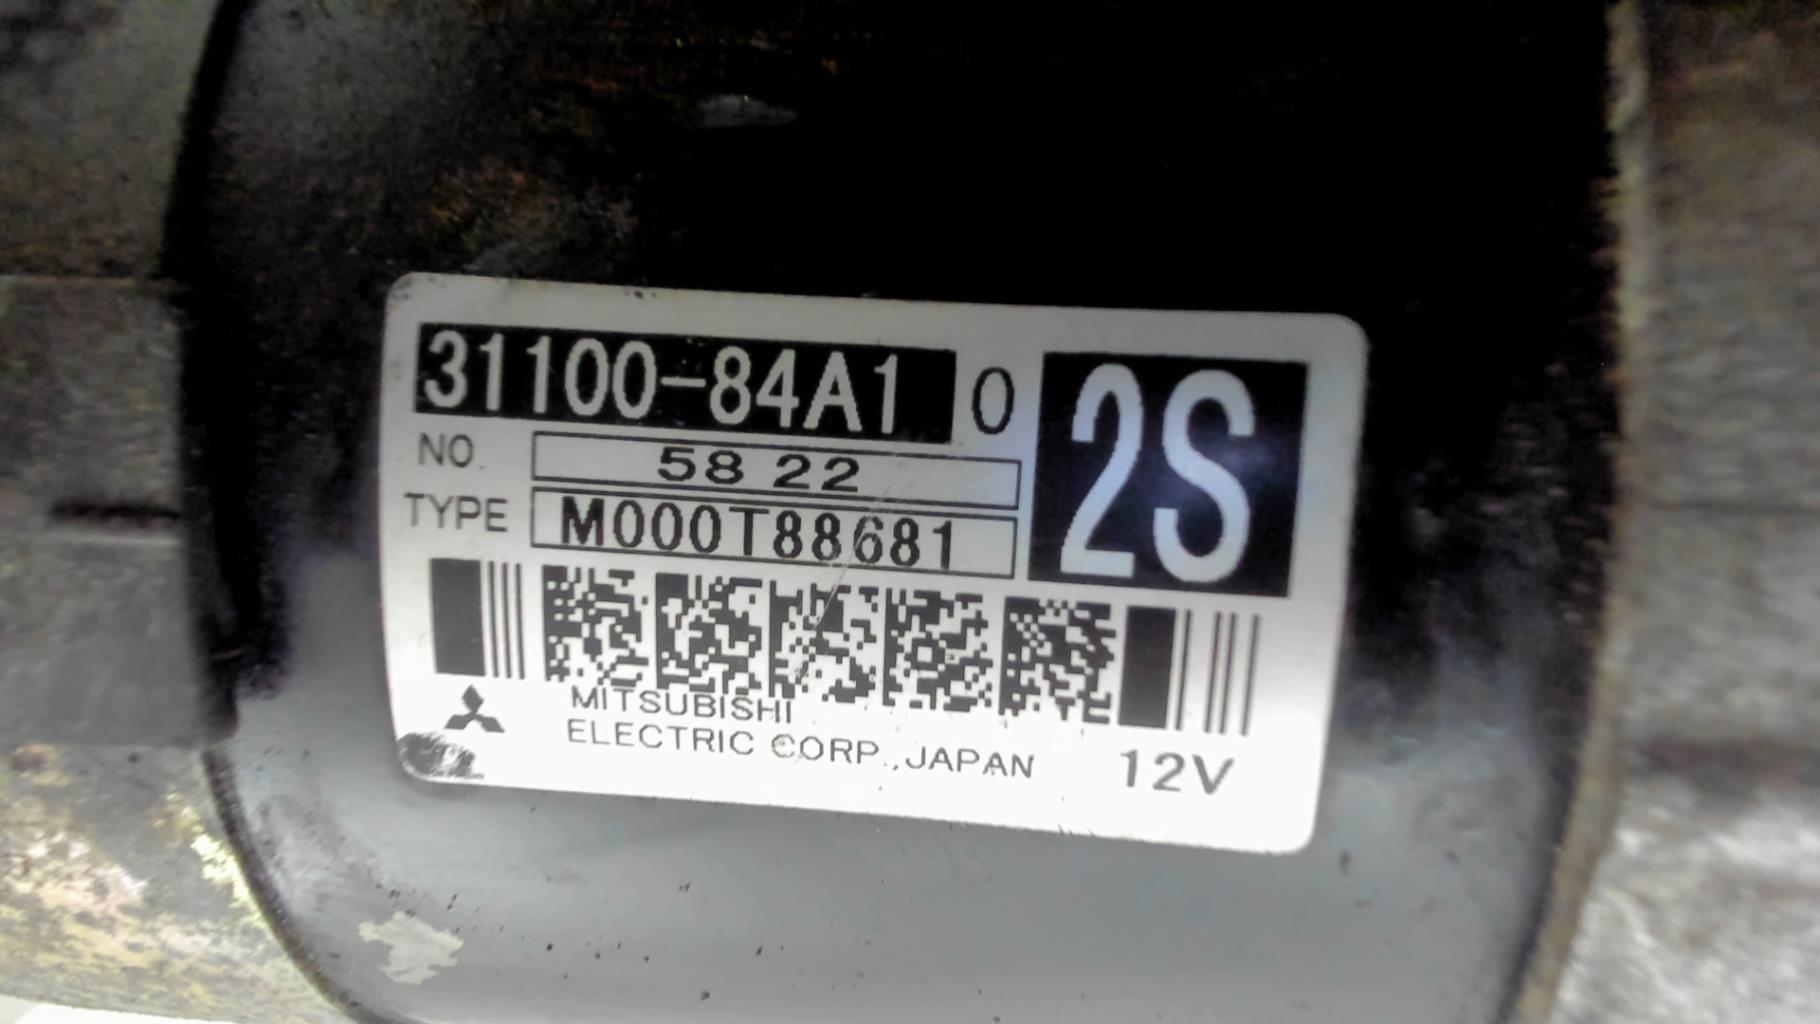 31100-84A1 0 2S
NO. 58 22
TYPE M000T88681
MITSUBISHI
ELECTRIC CORP., JAPAN 12V